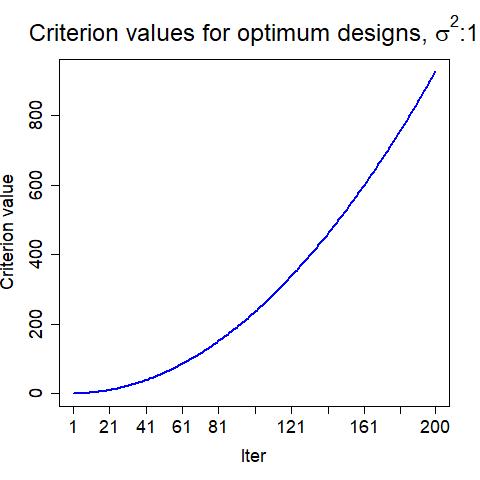 Criterion values for optimum designs, σ²:1
Criterion value
800
600
400
200
0
1 21 41 61 81 121 161 200
Iter